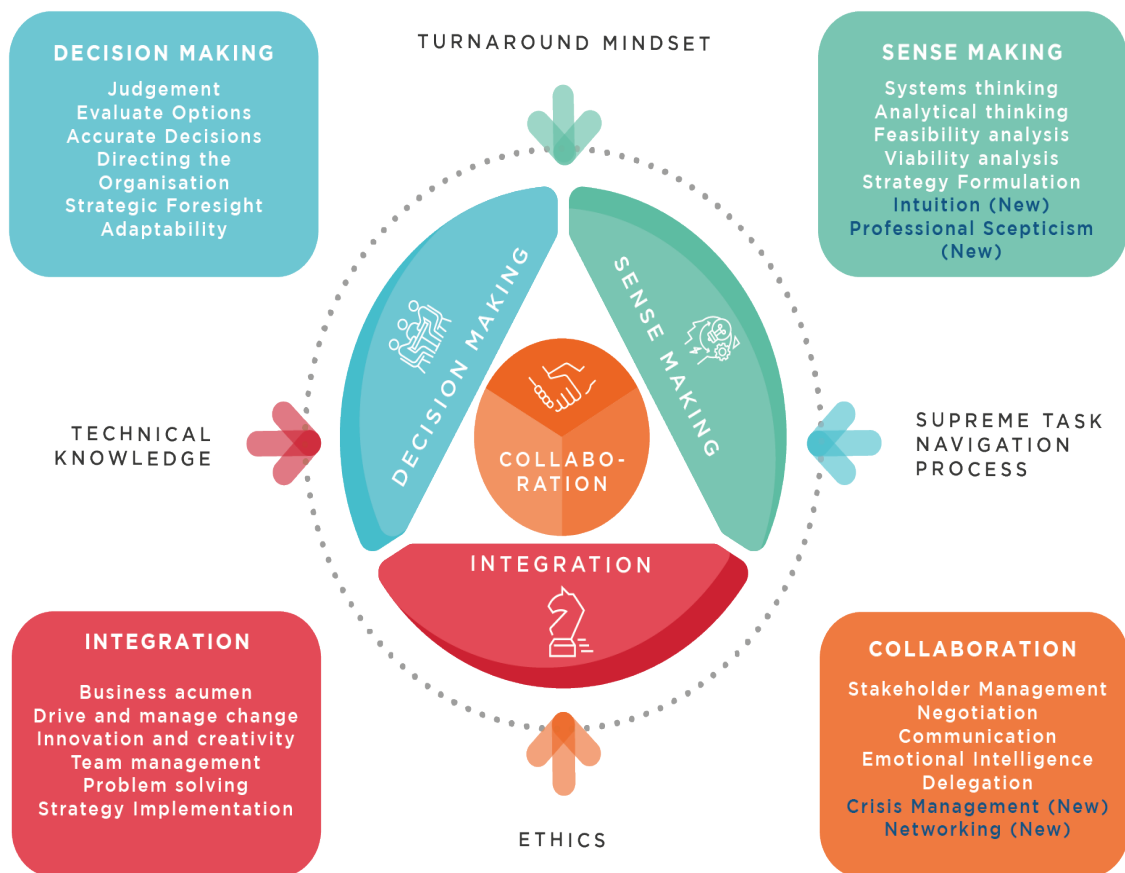 TURNAROUND MINDSET
DECISION MAKING
Judgement
Evaluate Options
Accurate Decisions
Directing the
Organisation
Strategic Foresight
Adaptability
SENSE MAKING
Systems thinking
Analytical thinking
Feasibility analysis
Viability analysis
Strategy Formulation
Intuition (New)
Professional Scepticism
(New)
DECISION MAKING
SENSE MAKING
COLLABO-
RATION
INTEGRATION
TECHNICAL
KNOWLEDGE
SUPREME TASK
NAVIGATION
PROCESS
INTEGRATION
Business acumen
Drive and manage change
Innovation and creativity
Team management
Problem solving
Strategy Implementation
COLLABORATION
Stakeholder Management
Negotiation
Communication
Emotional Intelligence
Delegation
Crisis Management (New)
Networking (New)
ETHICS